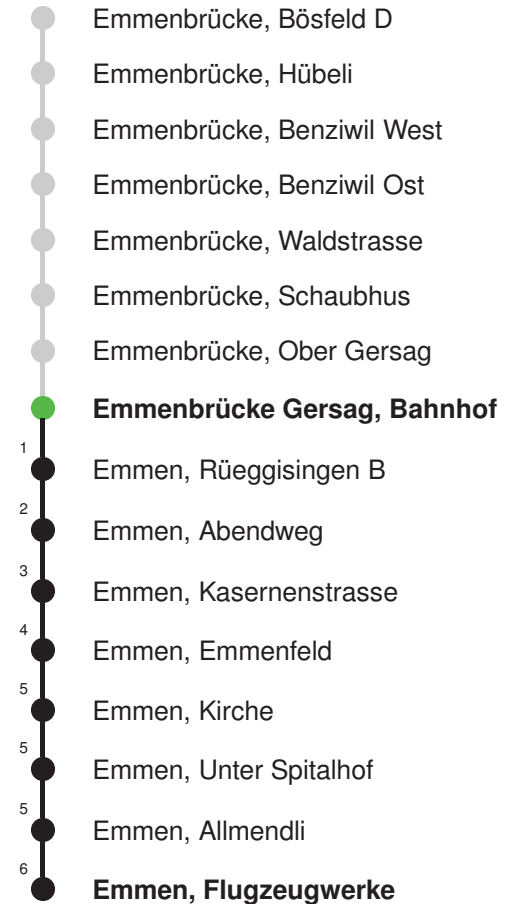 Emmenbrücke, Bösfeld D
Emmenbrücke, Hübeli
Emmenbrücke, Benziwil West
Emmenbrücke, Benziwil Ost
Emmenbrücke, Waldstrasse
Emmenbrücke, Schaubhus
Emmenbrücke, Ober Gersag
Emmenbrücke Gersag, Bahnhof
1 Emmen, Rüeggisingen B
2 Emmen, Abendweg
3 Emmen, Kasernenstrasse
4 Emmen, Emmenfeld
5 Emmen, Kirche
5 Emmen, Unter Spitalhof
5 Emmen, Allmendli
6 Emmen, Flugzeugwerke